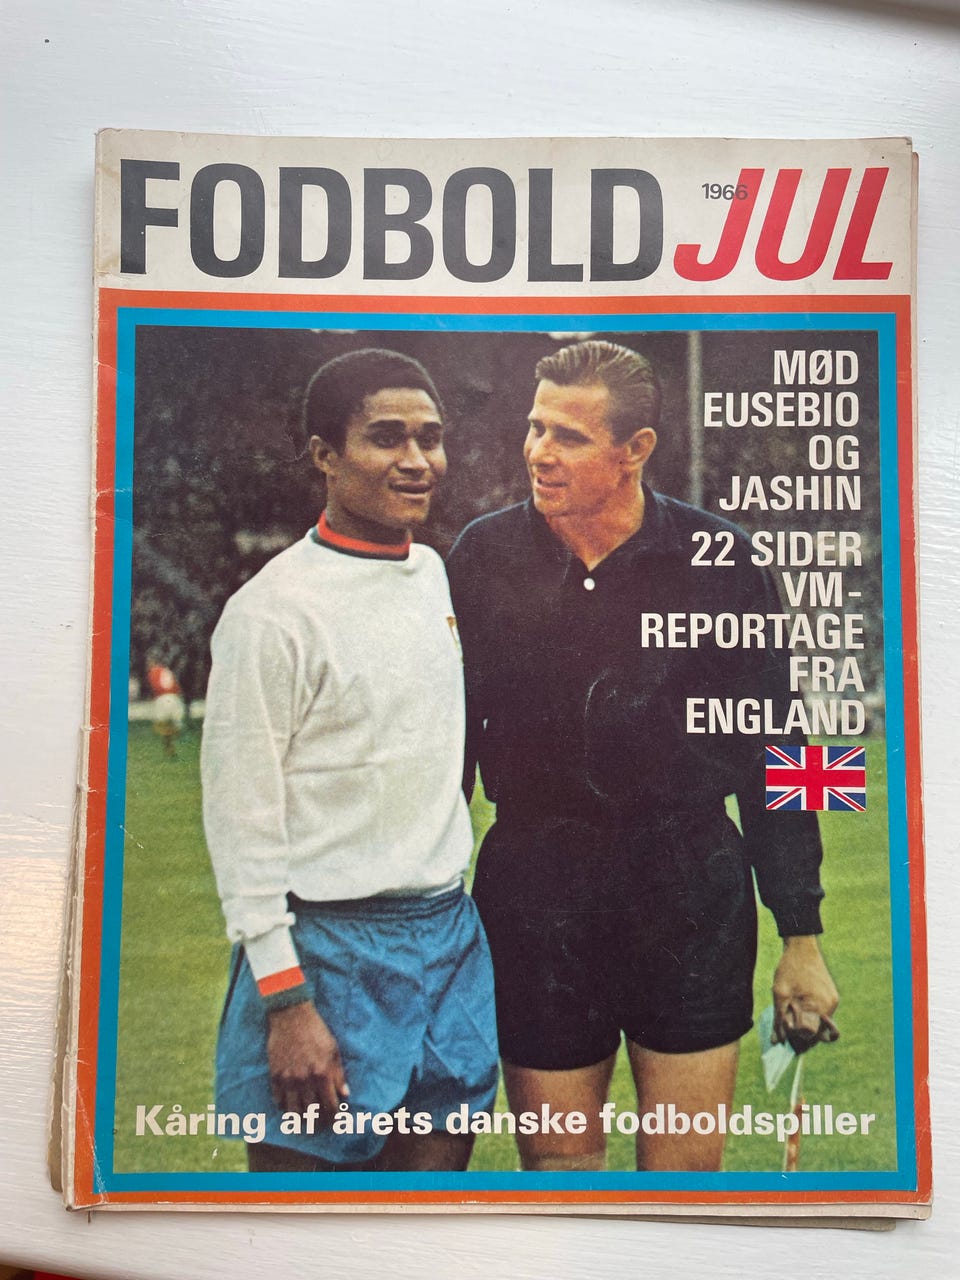 FODBOLD JUL
1966
MØD
EUSEBIO
OG
JASHIN
22 SIDER
VM-
REPORTAGE
FRA
ENGLAND
Kåring af årets danske fodboldspiller